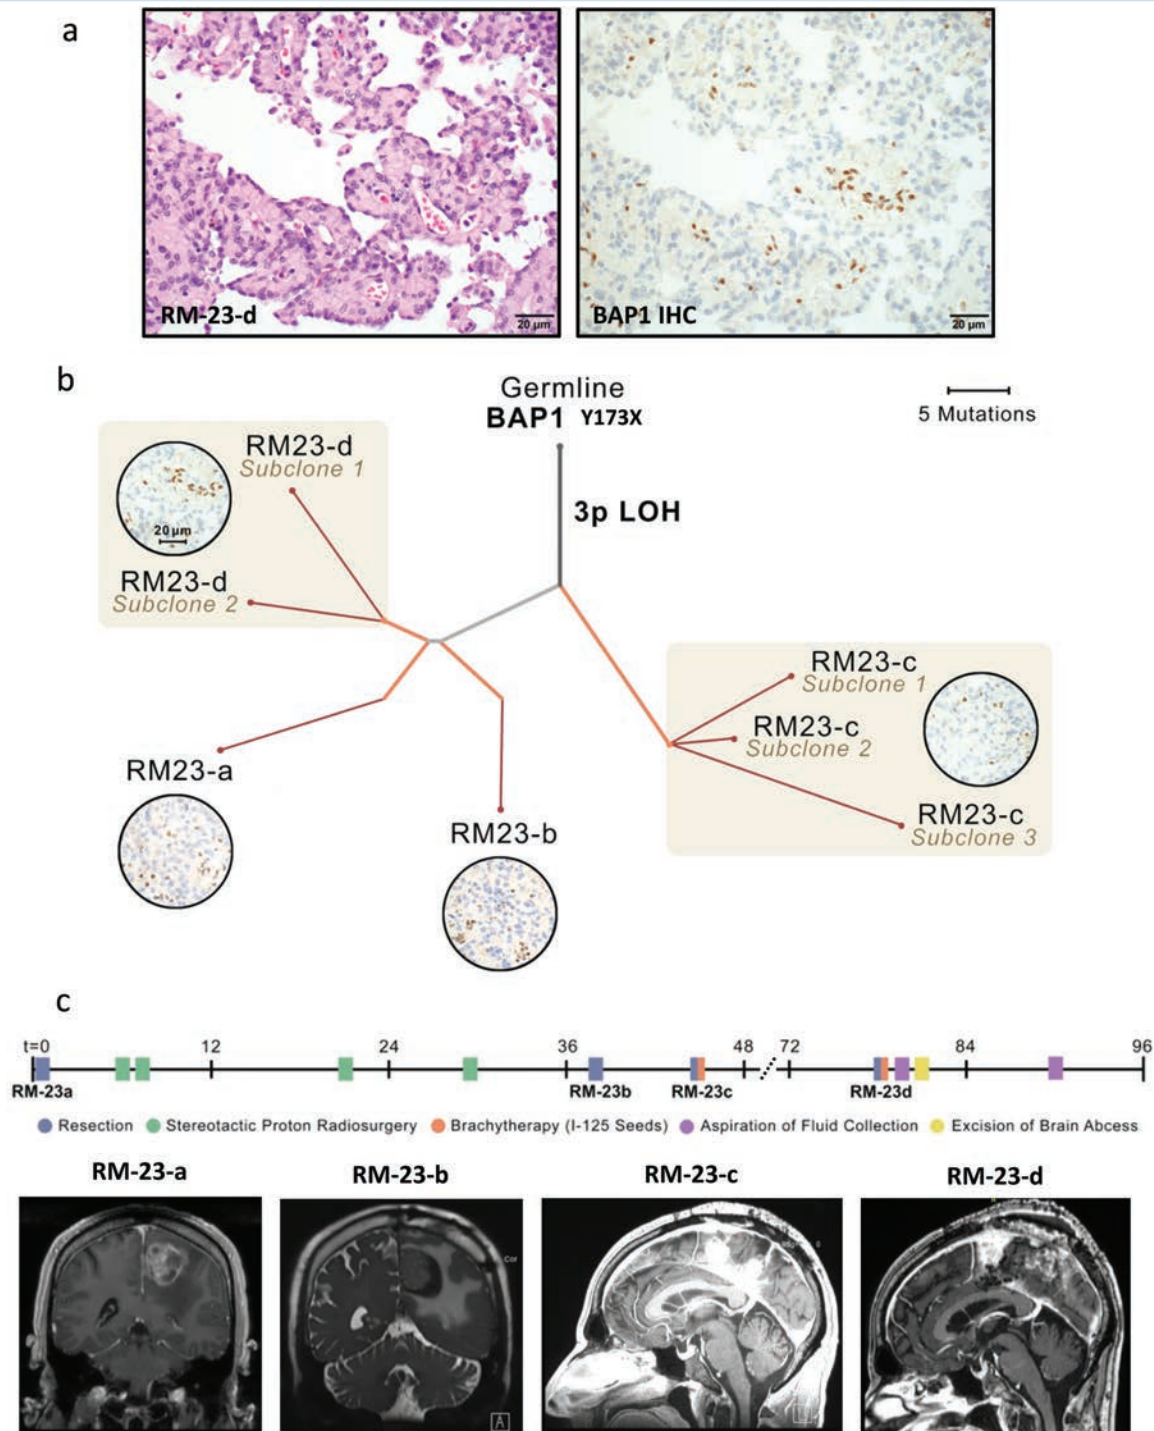 a
RM-23-d
20 µm
BAP1 IHC
20 µm
b
Germline
BAP1 Y173X
5 Mutations
3p LOH
RM23-d
Subclone 1
20 µm
RM23-d
Subclone 2
RM23-c
Subclone 1
RM23-c
Subclone 2
RM23-c
Subclone 3
RM23-a
RM23-b
c
t=0 12 24 36 48 72 84 96
RM-23a RM-23b RM-23c RM-23d
Resection Stereotactic Proton Radiosurgery Brachytherapy (I-125 Seeds) Aspiration of Fluid Collection Excision of Brain Abcess
RM-23-a RM-23-b RM-23-c RM-23-d
Cor
A